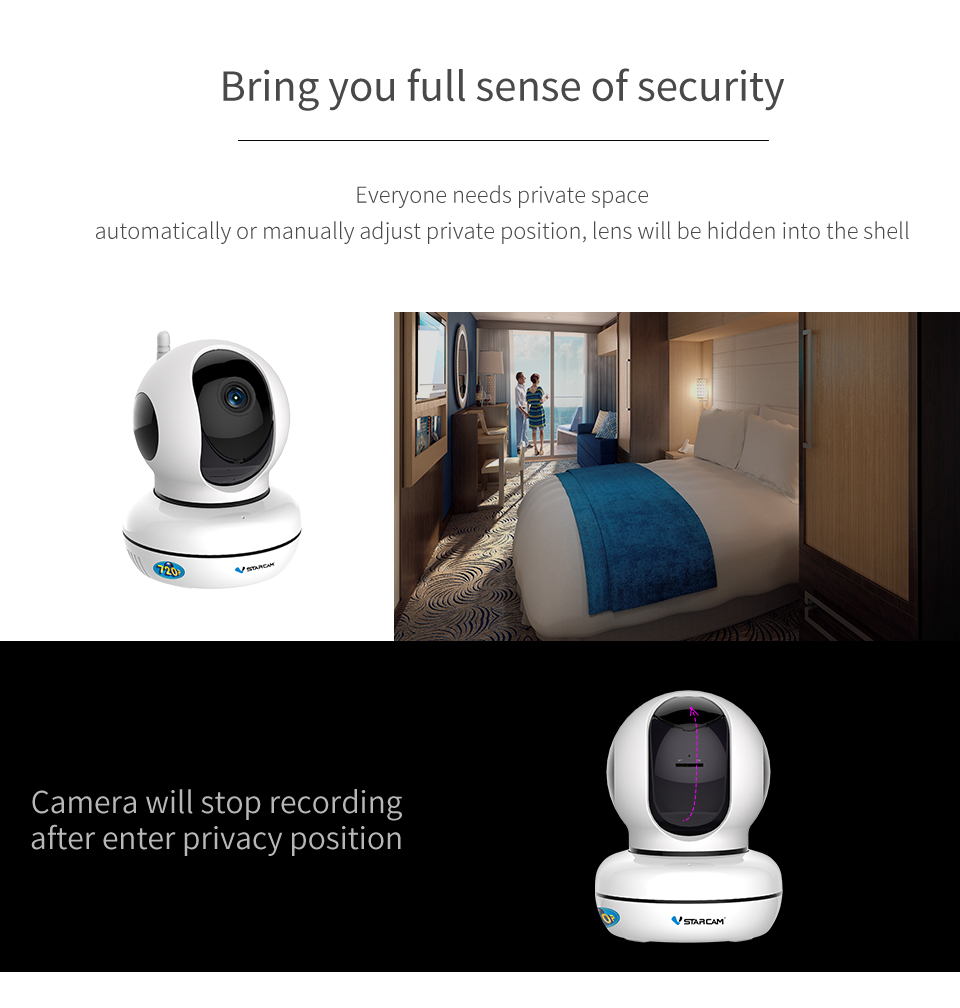 Bring you full sense of security
Everyone needs private space
automatically or manually adjust private position, lens will be hidden into the shell
720P
VSTARCAM
Camera will stop recording
after enter privacy position
0P
VSTARCAM